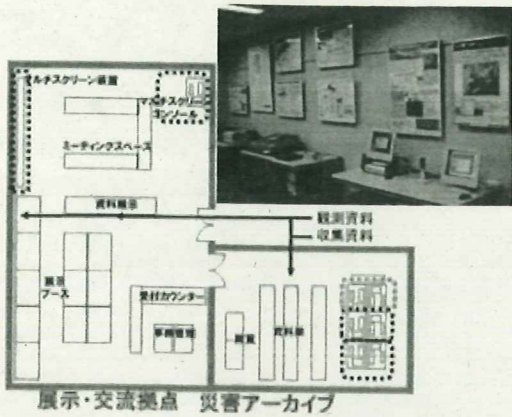 マルチスクリーン装置
マルチスクリーン
コンソール
ミーティングスペース
資料展示
観測資料
収集資料
展示
ブース
受付カウンター
事務管理
資料庫
展示・交流拠点 災害アーカイブ